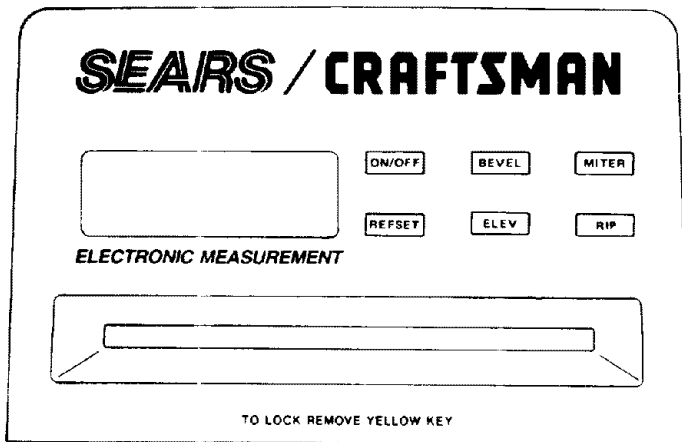 SEARS / CRAFTSMAN
ON/OFF BEVEL MITER
REFSET ELEV RIP
ELECTRONIC MEASUREMENT
TO LOCK REMOVE YELLOW KEY